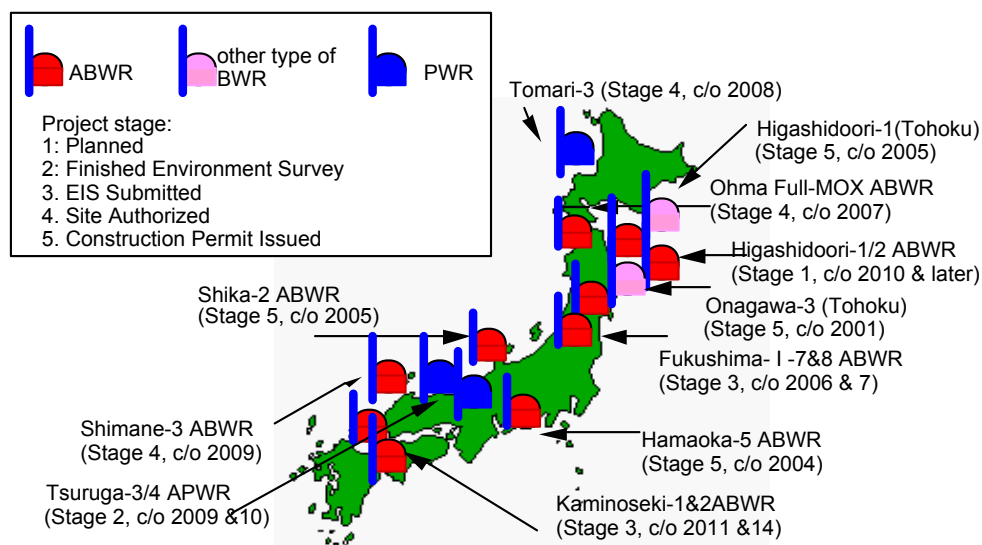 ABWR
other type of
BWR
PWR
Project stage:
1: Planned
2: Finished Environment Survey
3: EIS Submitted
4: Site Authorized
5. Construction Permit Issued
Tomari-3 (Stage 4, c/o 2008)
Higashidoori-1(Tohoku)
(Stage 5, c/o 2005)
Ohma Full-MOX ABWR
(Stage 4, c/o 2007)
Higashidoori-1/2 ABWR
(Stage 1, c/o 2010 & later)
Onagawa-3 (Tohoku)
(Stage 5, c/o 2001)
Fukushima- I -7&8 ABWR
(Stage 3, c/o 2006 & 7)
Shika-2 ABWR
(Stage 5, c/o 2005)
Shimane-3 ABWR
(Stage 4, c/o 2009)
Hamaoka-5 ABWR
(Stage 5, c/o 2004)
Tsuruga-3/4 APWR
(Stage 2, c/o 2009 &10)
Kaminoseki-1&2ABWR
(Stage 3, c/o 2011 &14)